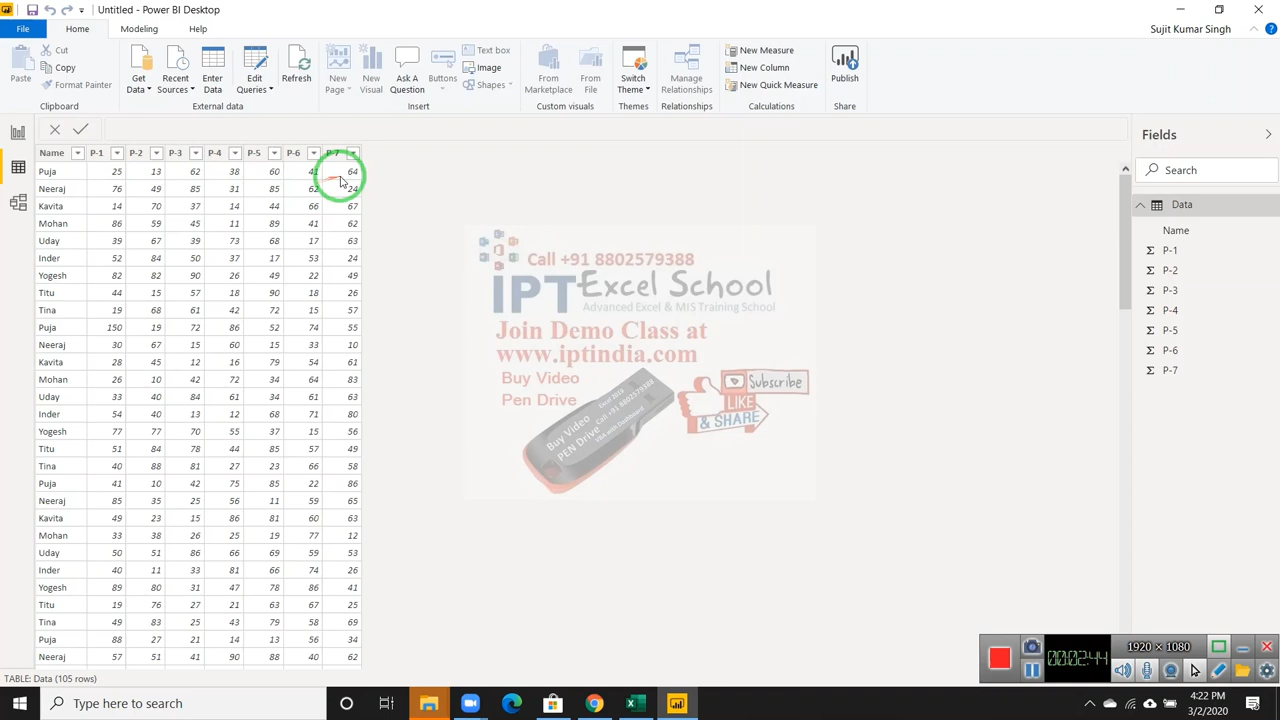 Untitled - Power BI Desktop
File Home Modeling Help
Sujit Kumar Singh
Paste
Cut
Copy
Format Painter
Clipboard
Get Data
Recent Sources
Enter Data
Edit Queries
Refresh
External data
New Page
New Visual
Ask A Question
Buttons
Text box
Image
Shapes
Insert
From Marketplace
From File
Custom visuals
Switch Theme
Themes
Manage Relationships
Relationships
New Measure
New Column
New Quick Measure
Calculations
Publish
Share
Name P-1 P-2 P-3 P-4 P-5 P-6 P-7
Puja 25 13 62 38 60 41 64
Neeraj 76 49 85 31 85 62 24
Kavita 14 70 37 14 44 66 67
Mohan 86 59 45 11 89 41 62
Uday 39 67 39 73 68 17 63
Inder 52 84 50 37 17 53 24
Yogesh 82 82 90 26 49 22 49
Titu 44 15 57 18 90 18 26
Tina 19 68 61 42 72 15 57
Puja 150 19 72 86 52 74 55
Neeraj 30 67 15 60 15 33 10
Kavita 28 45 12 16 79 54 61
Mohan 26 10 42 72 34 64 83
Uday 33 40 84 61 34 61 63
Inder 54 40 13 12 68 71 80
Yogesh 77 77 70 55 37 15 56
Titu 51 84 78 44 85 57 49
Tina 40 88 81 27 23 66 58
Puja 41 10 42 75 85 22 86
Neeraj 85 35 25 56 11 59 65
Kavita 49 23 15 86 81 60 63
Mohan 33 38 26 25 19 77 12
Uday 50 51 86 66 69 59 53
Inder 40 11 33 81 66 74 26
Yogesh 89 80 31 47 78 86 41
Titu 19 76 27 21 63 67 25
Tina 49 83 25 43 79 58 69
Puja 88 27 21 14 13 56 34
Neeraj 57 51 41 90 88 40 62
Call +91 8802579388
IPT Excel School
Advanced Excel & MIS Training School
Join Demo Class at
www.iptindia.com
Buy Video
Pen Drive
Buy Video
PEN Drive
Call +91 8802579388
Subscribe
LIKE
& SHARE
Fields
Search
Data
Name
P-1
P-2
P-3
P-4
P-5
P-6
P-7
1920 × 1080
00:02:44
TABLE: Data (105 rows)
Type here to search
4:22 PM
3/2/2020